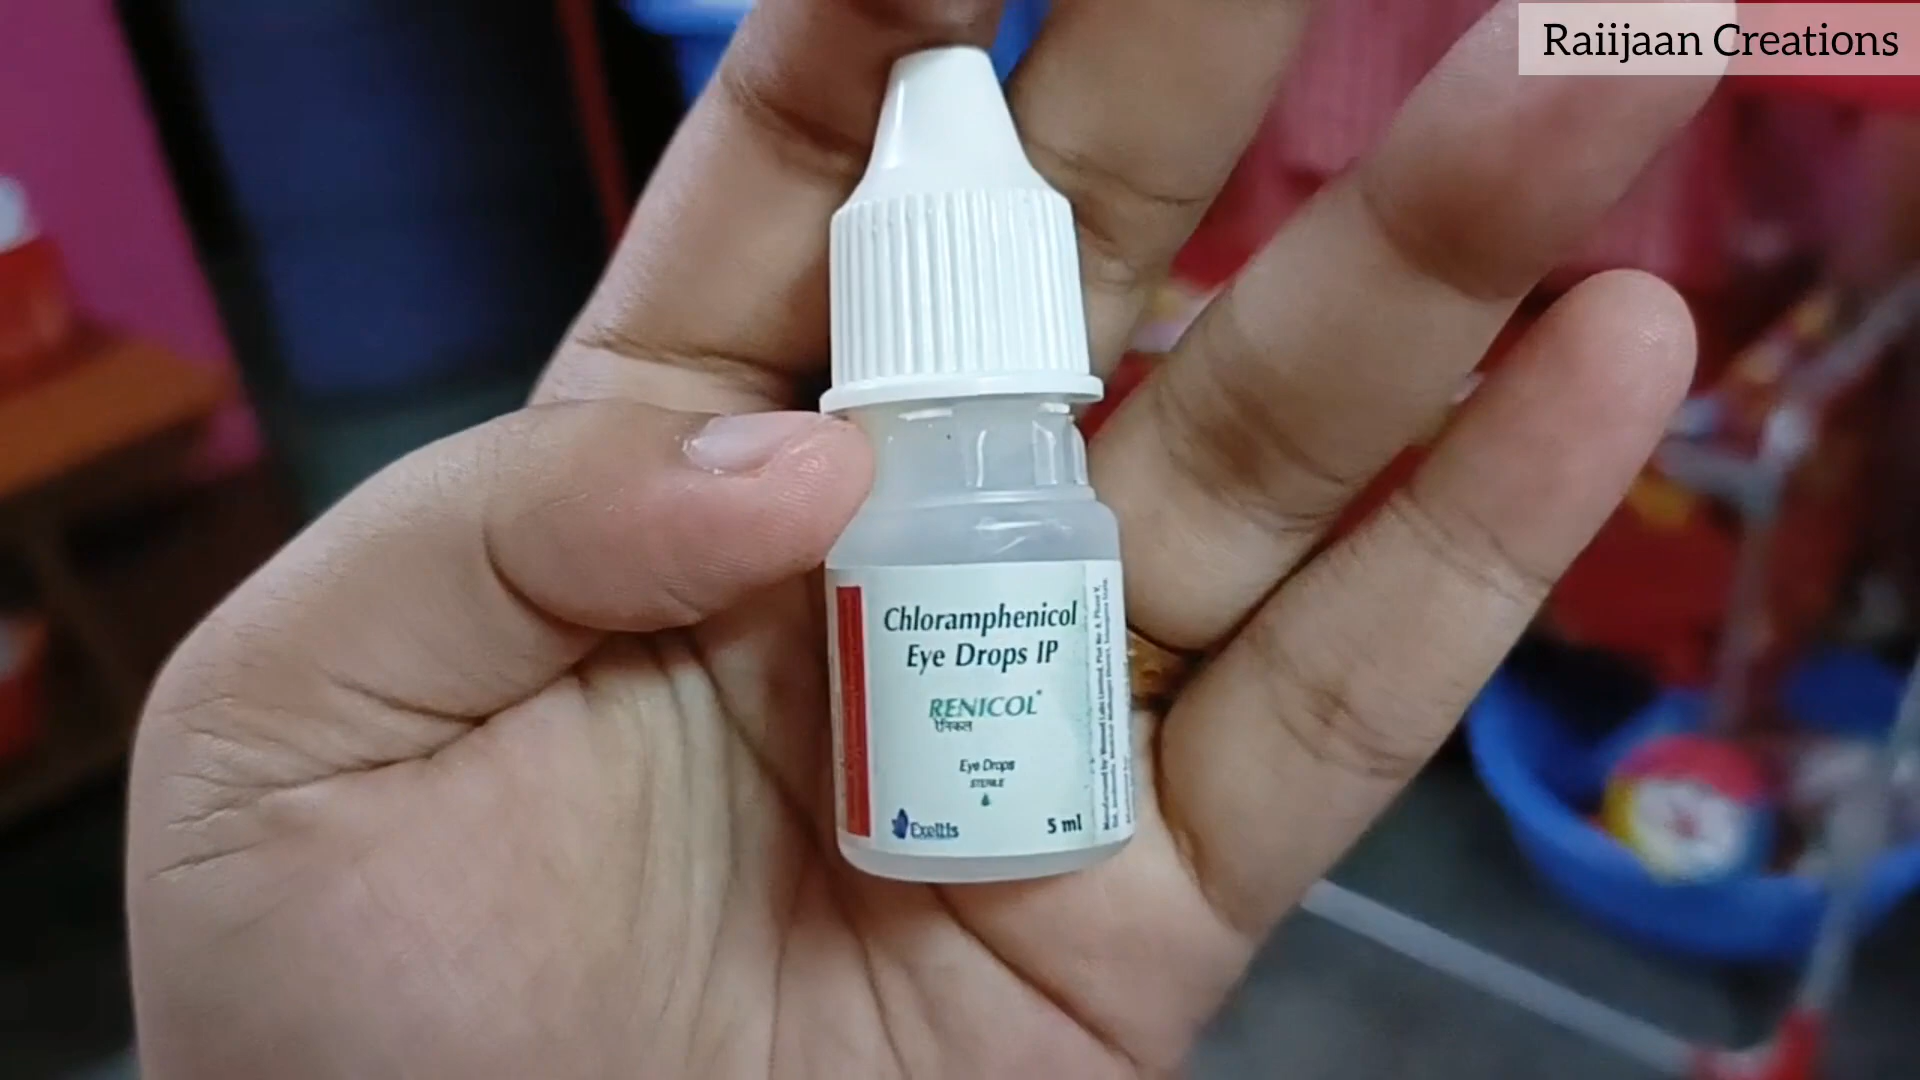 Raiijaan Creations
Chloramphenicol
Eye Drops IP
RENICOL®
रेनिकल
Eye Drops
STERILE
Exeltis
5 ml